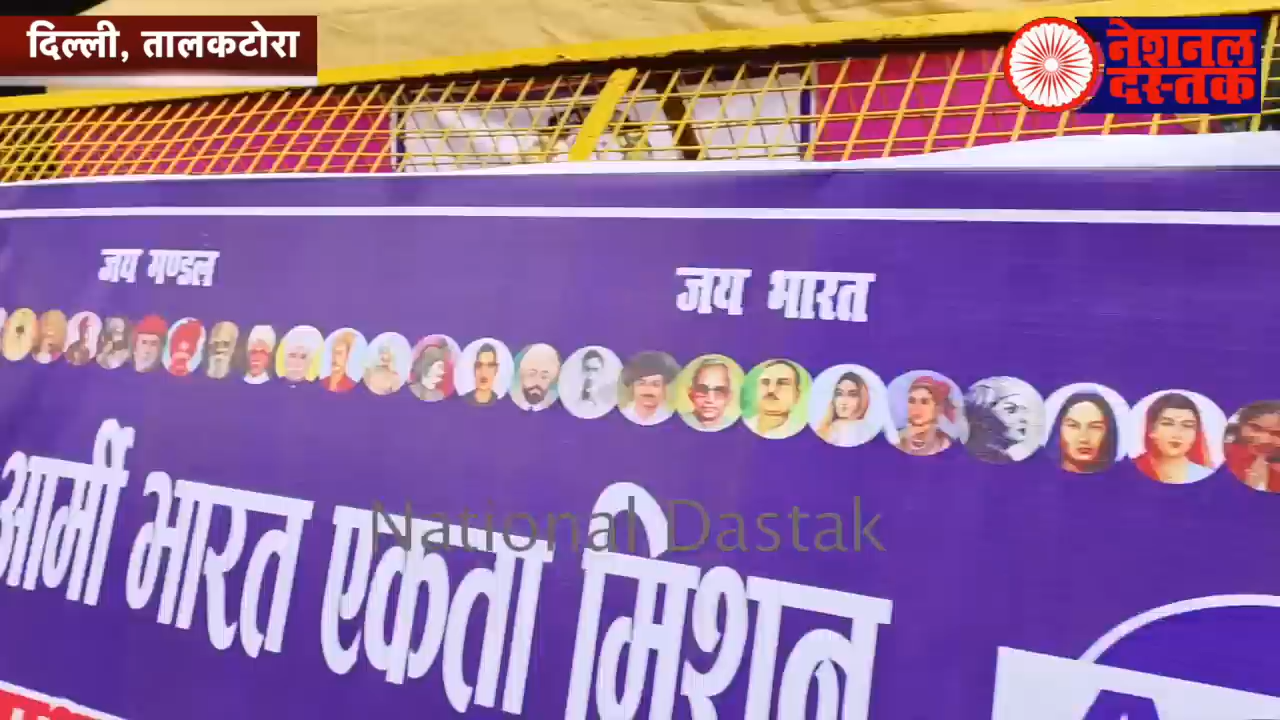 दिल्ली, तालकटोरा
नेशनल
दस्तक
जय मण्डल
जय भारत
आर्मी भारत एकता मिशन
National Dastak